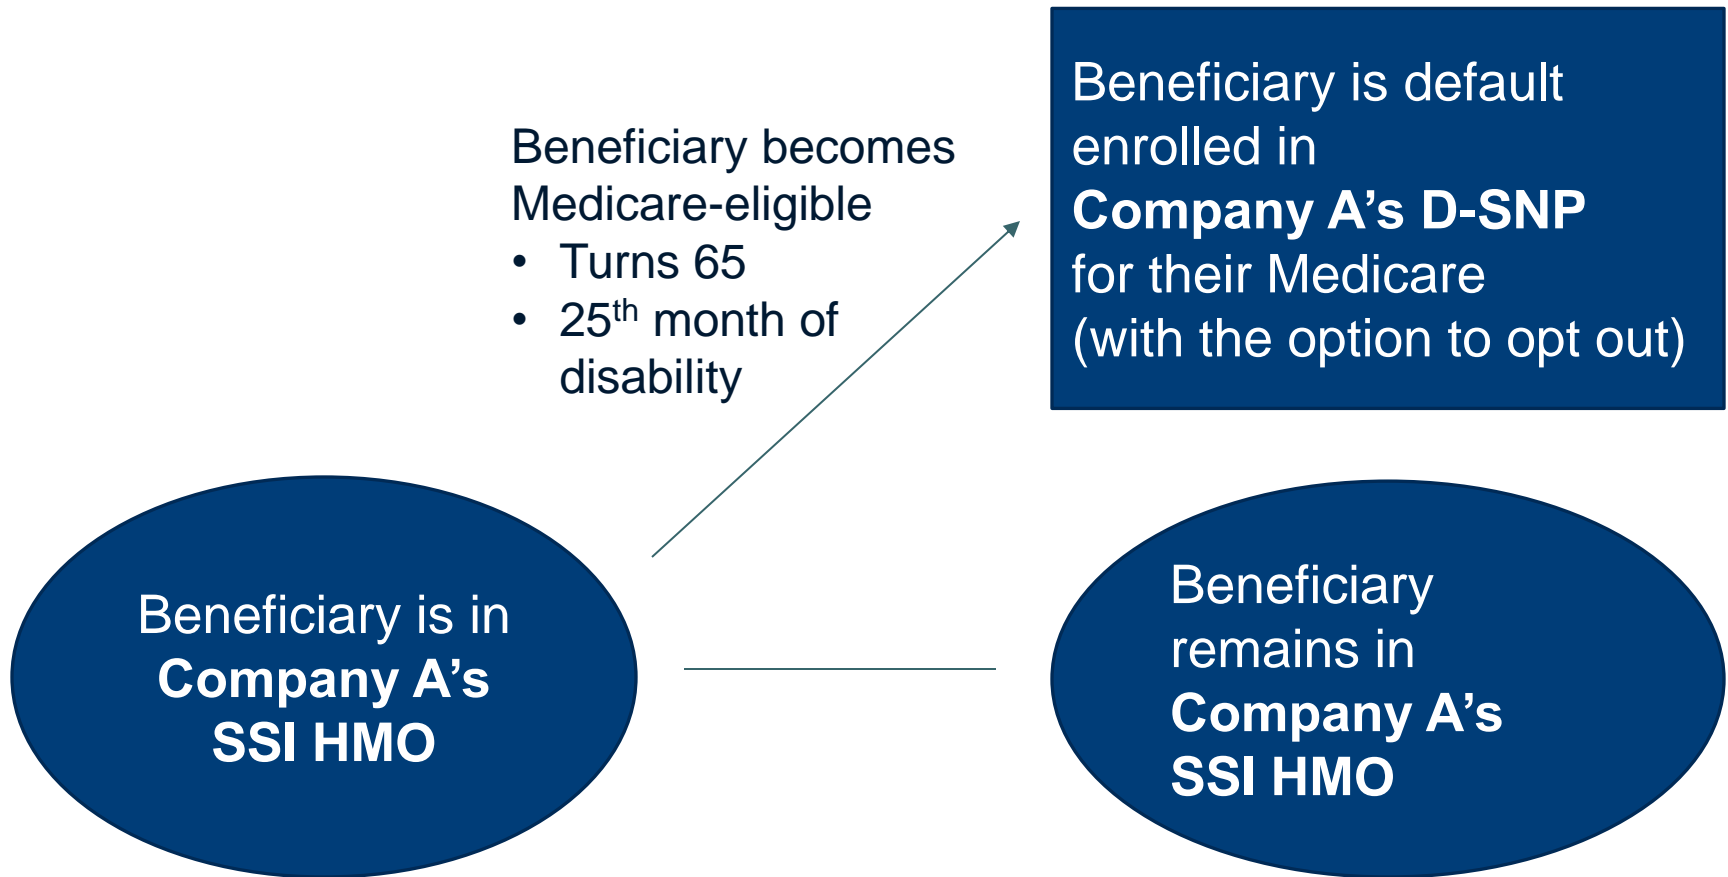 Beneficiary becomes
Medicare-eligible
• Turns 65
• 25th month of
disability
Beneficiary is default
enrolled in
Company A’s D-SNP
for their Medicare
(with the option to opt out)
Beneficiary is in
Company A’s
SSI HMO
Beneficiary
remains in
Company A’s
SSI HMO